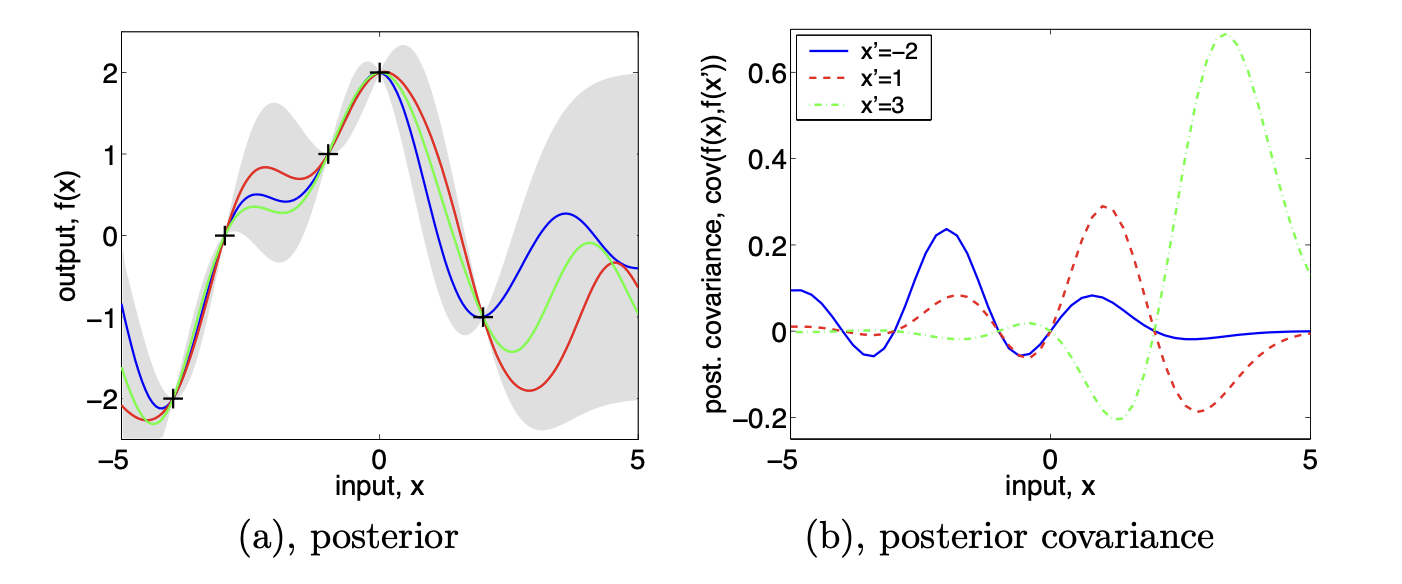 output, f(x)
2
1
0
−1
−2
−5
0
5
input, x
(a), posterior
post. covariance, cov(f(x),f(x'))
0.6
0.4
0.2
0
−0.2
x'=−2
x'=1
x'=3
−5
0
5
input, x
(b), posterior covariance